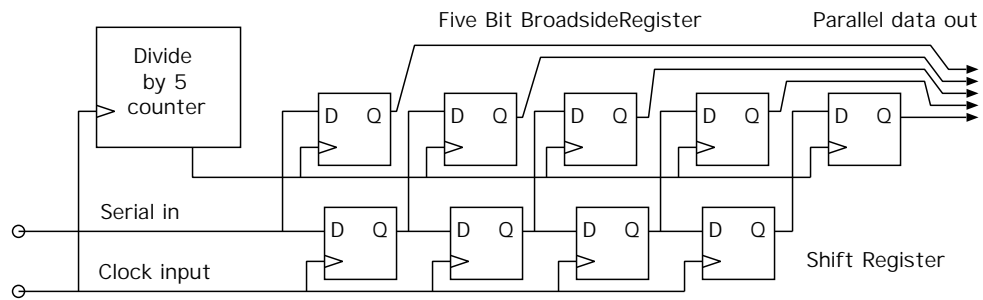 Five Bit BroadsideRegister
Parallel data out
Divide
by 5
counter
D Q
D Q
D Q
D Q
D Q
Serial in
D Q
D Q
D Q
D Q
Clock input
Shift Register